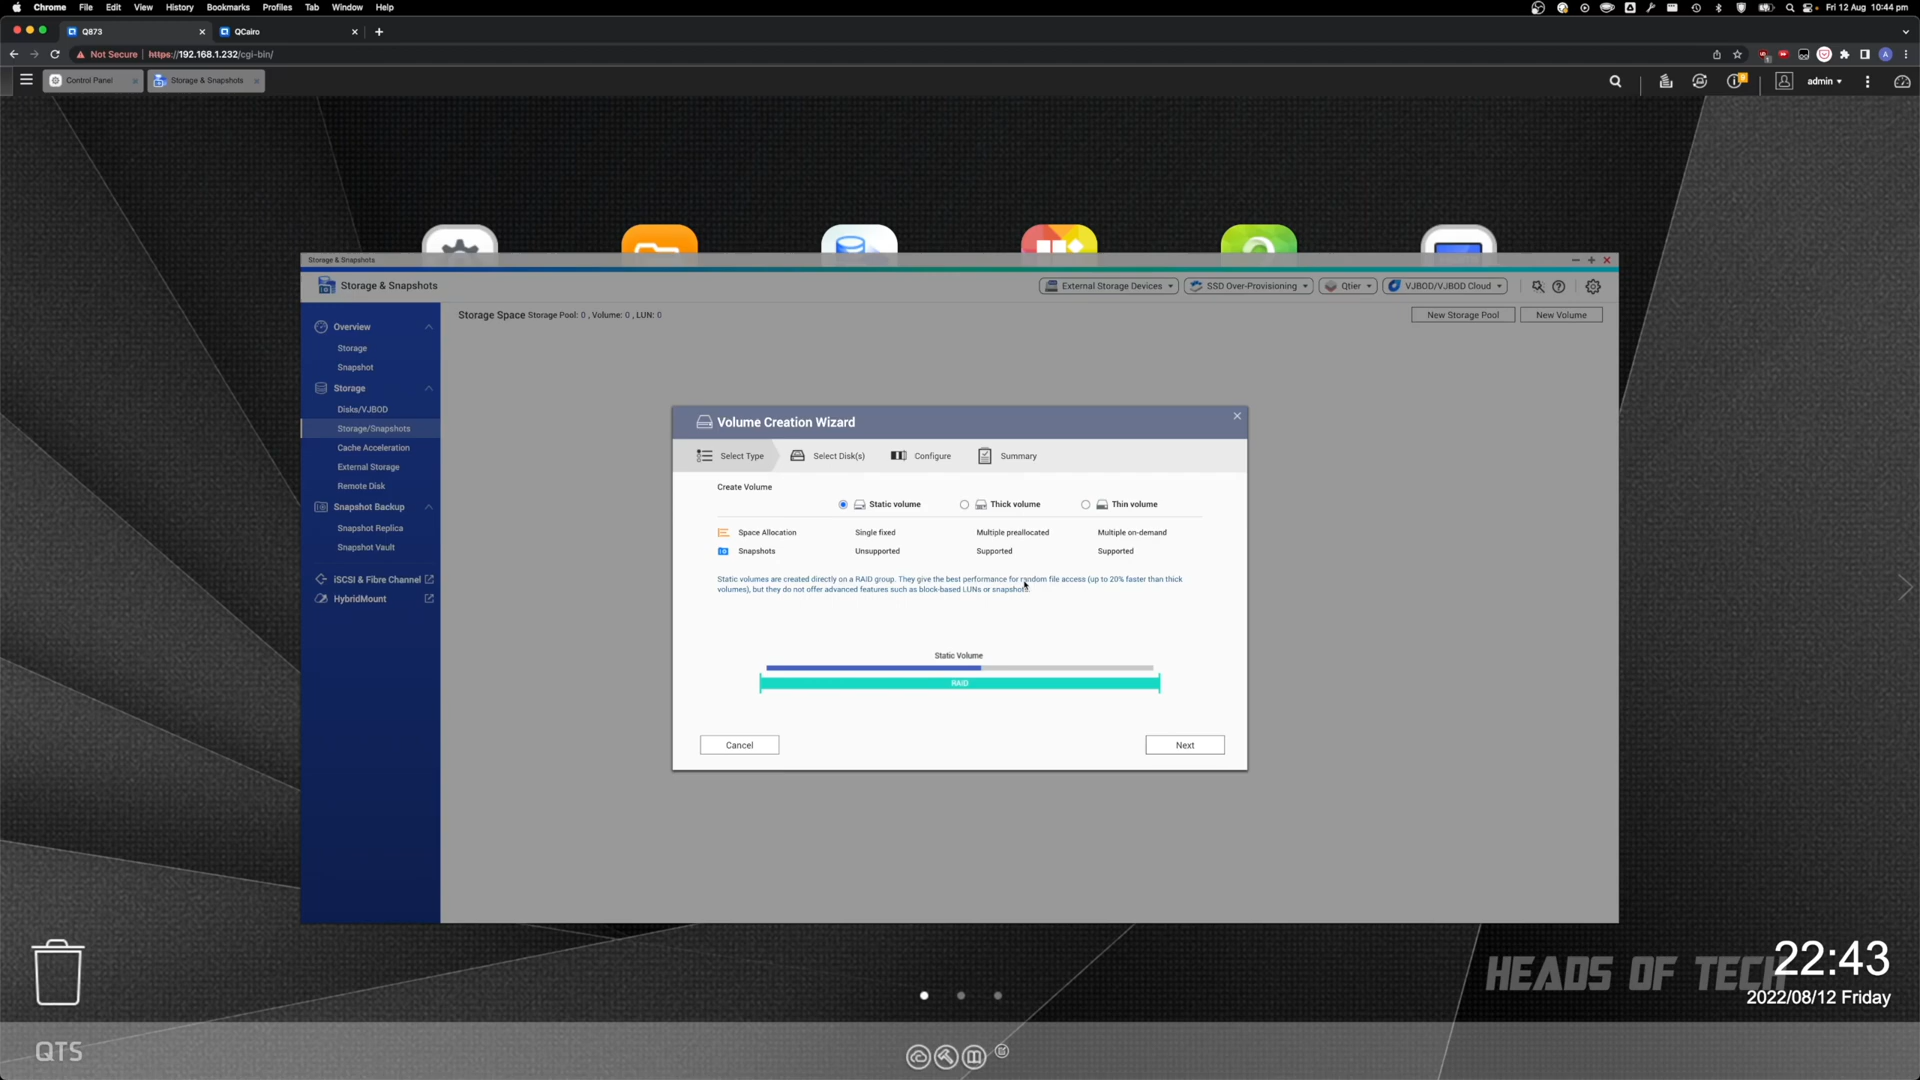 Chrome File Edit View History Bookmarks Profiles Tab Window Help
Fri 12 Aug 10:44 pm
Q873
QCairo
Not Secure https://192.168.1.232/cgi-bin/
Control Panel
Storage & Snapshots
admin
Storage & Snapshots
Storage & Snapshots
External Storage Devices
SSD Over-Provisioning
Qtier
VJBOD/VJBOD Cloud
Overview
Storage
Snapshot
Storage
Disks/VJBOD
Storage/Snapshots
Cache Acceleration
External Storage
Remote Disk
Snapshot Backup
Snapshot Replica
Snapshot Vault
iSCSI & Fibre Channel
HybridMount
Storage Space Storage Pool: 0 , Volume: 0 , LUN: 0
New Storage Pool
New Volume
Volume Creation Wizard
Select Type
Select Disk(s)
Configure
Summary
Create Volume
Static volume
Thick volume
Thin volume
Space Allocation Single fixed Multiple preallocated Multiple on-demand
Snapshots Unsupported Supported Supported
Static volumes are created directly on a RAID group. They give the best performance for random file access (up to 20% faster than thick
volumes), but they do not offer advanced features such as block-based LUNs or snapshots.
Static Volume
RAID
Cancel
Next
HEADS OF TECH
22:43
2022/08/12 Friday
QTS